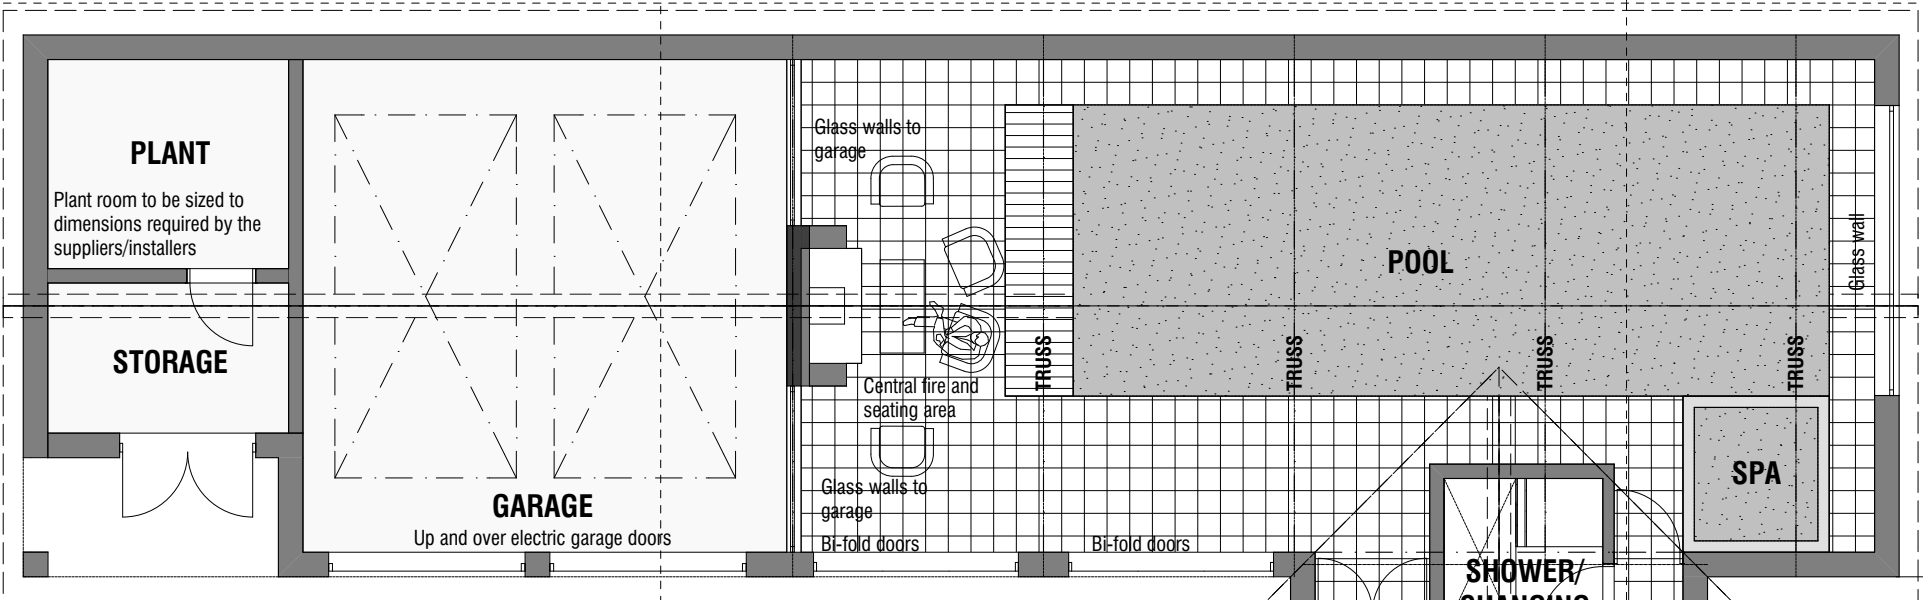 PLANT
Plant room to be sized to
dimensions required by the
suppliers/installers
STORAGE
GARAGE
Up and over electric garage doors
Glass walls to
garage
Central fire and
seating area
Glass walls to
garage
Bi-fold doors
Bi-fold doors
TRUSS
TRUSS
TRUSS
TRUSS
POOL
Glass wall
SPA
SHOWER/
CHANGING